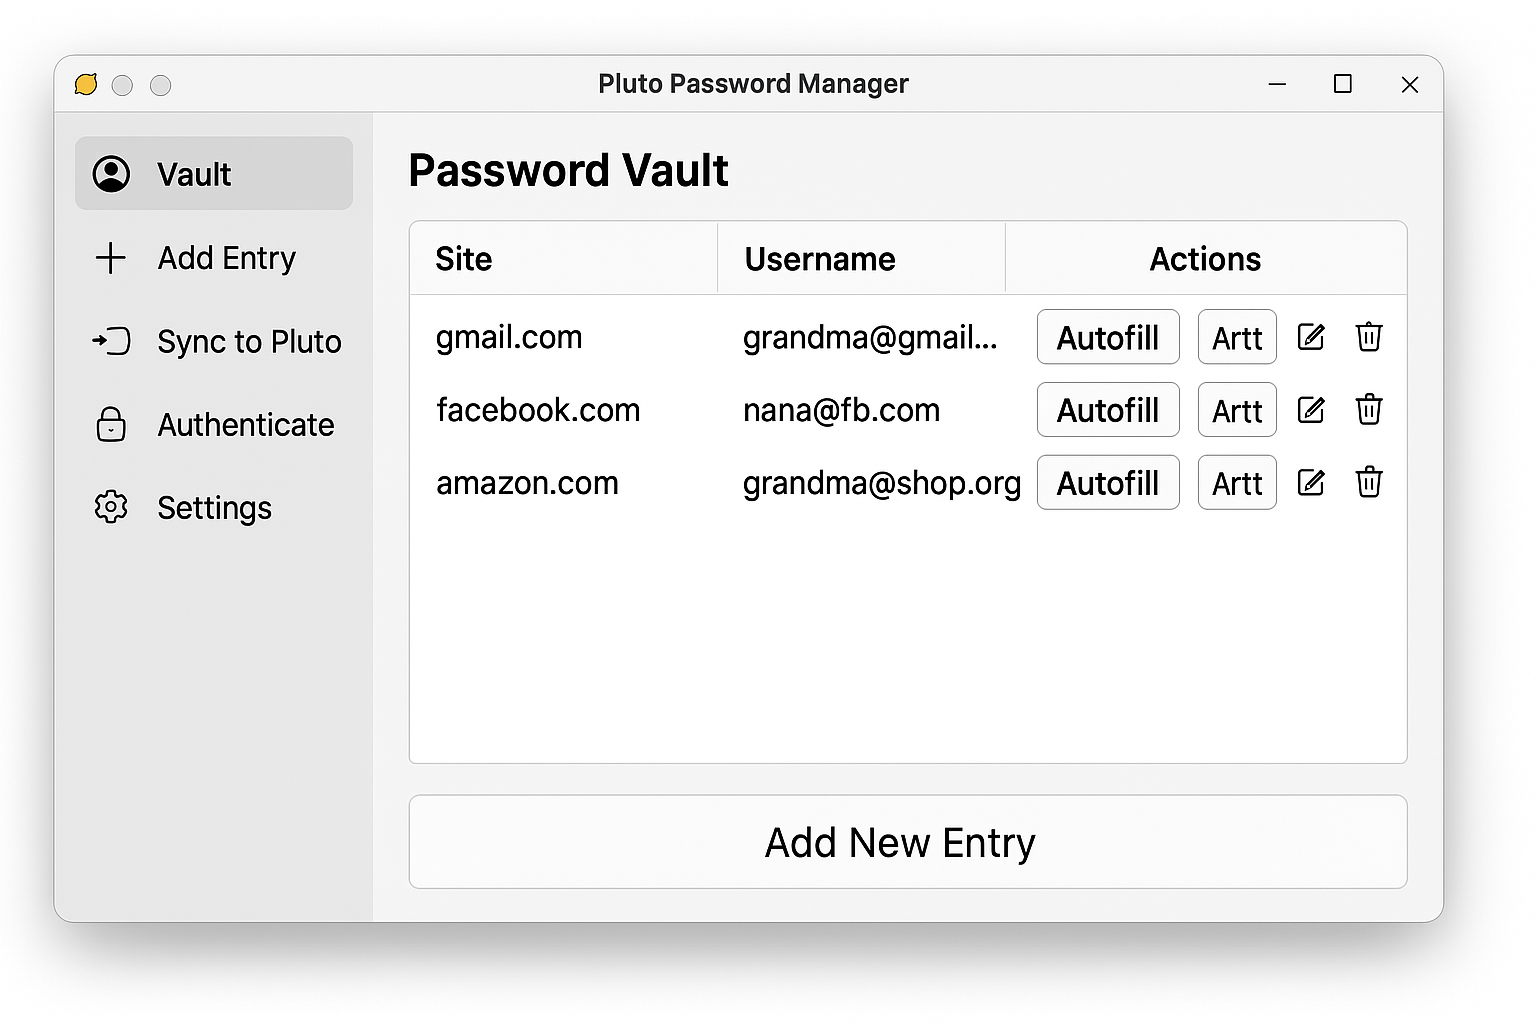 Pluto Password Manager
Vault
Add Entry
Sync to Pluto
Authenticate
Settings
Password Vault
Site Username Actions
gmail.com grandma@gmail... Autofill Artt
facebook.com nana@fb.com Autofill Artt
amazon.com grandma@shop.org Autofill Artt
Add New Entry